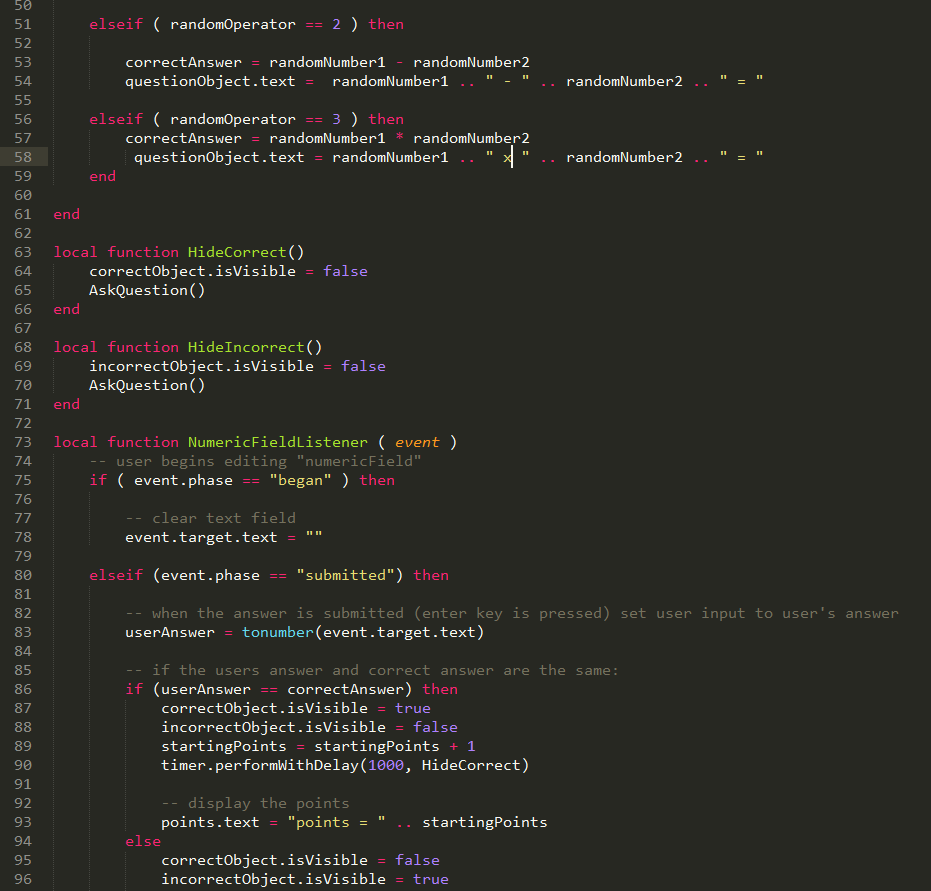 50
51 elseif ( randomOperator == 2 ) then
52
53 correctAnswer = randomNumber1 - randomNumber2
54 questionObject.text =  randomNumber1 .. " - " .. randomNumber2 .. " = "
55
56 elseif ( randomOperator == 3 ) then
57 correctAnswer = randomNumber1 * randomNumber2
58 questionObject.text = randomNumber1 .. " x " .. randomNumber2 .. " = "
59 end
60
61 end
62
63 local function HideCorrect()
64 correctObject.isVisible = false
65 AskQuestion()
66 end
67
68 local function HideIncorrect()
69 incorrectObject.isVisible = false
70 AskQuestion()
71 end
72
73 local function NumericFieldListener ( event )
74 -- user begins editing "numericField"
75 if ( event.phase == "began" ) then
76
77 -- clear text field
78 event.target.text = ""
79
80 elseif (event.phase == "submitted") then
81
82 -- when the answer is submitted (enter key is pressed) set user input to user's answer
83 userAnswer = tonumber(event.target.text)
84
85 -- if the users answer and correct answer are the same:
86 if (userAnswer == correctAnswer) then
87 correctObject.isVisible = true
88 incorrectObject.isVisible = false
89 startingPoints = startingPoints + 1
90 timer.performWithDelay(1000, HideCorrect)
91
92 -- display the points
93 points.text = "points = " .. startingPoints
94 else
95 correctObject.isVisible = false
96 incorrectObject.isVisible = true